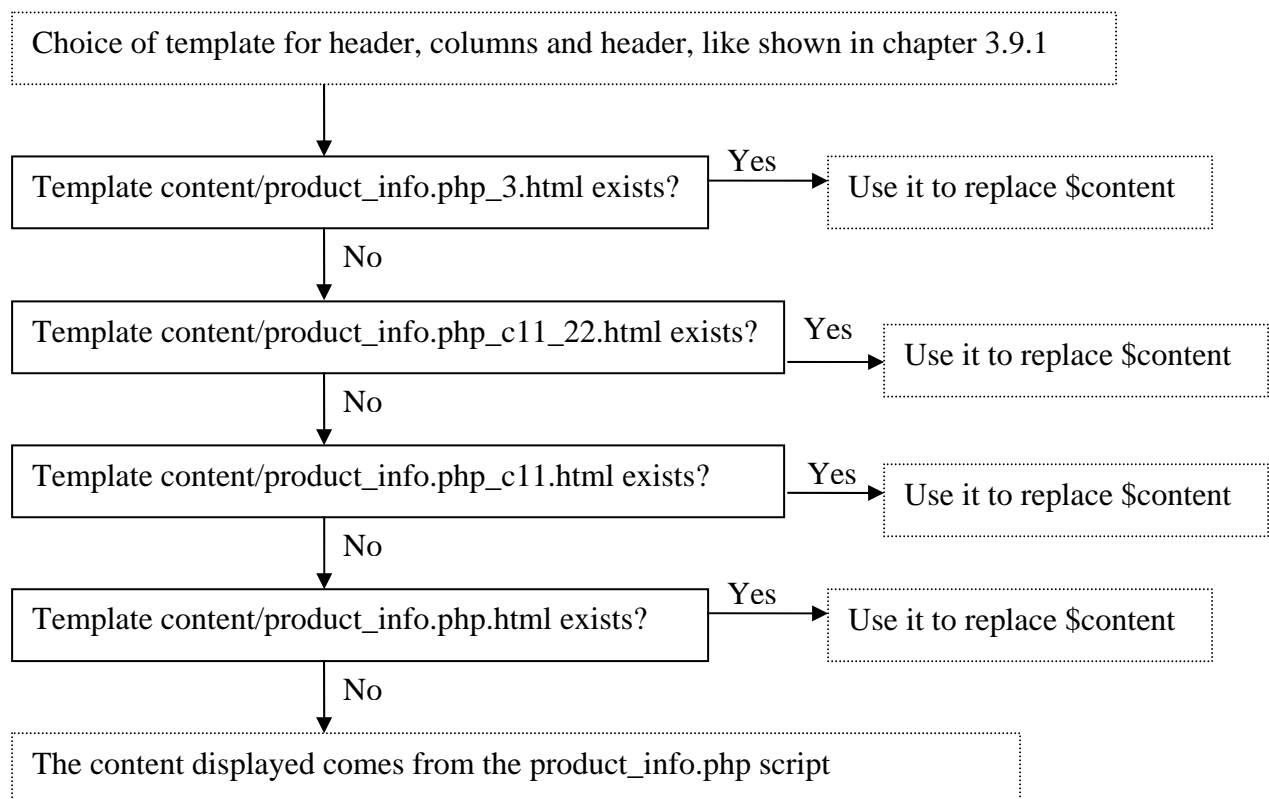 Choice of template for header, columns and header, like shown in chapter 3.9.1
Template content/product_info.php_3.html exists?
Yes
Use it to replace $content
No
Template content/product_info.php_c11_22.html exists?
Yes
Use it to replace $content
No
Template content/product_info.php_c11.html exists?
Yes
Use it to replace $content
No
Template content/product_info.php.html exists?
Yes
Use it to replace $content
No
The content displayed comes from the product_info.php script